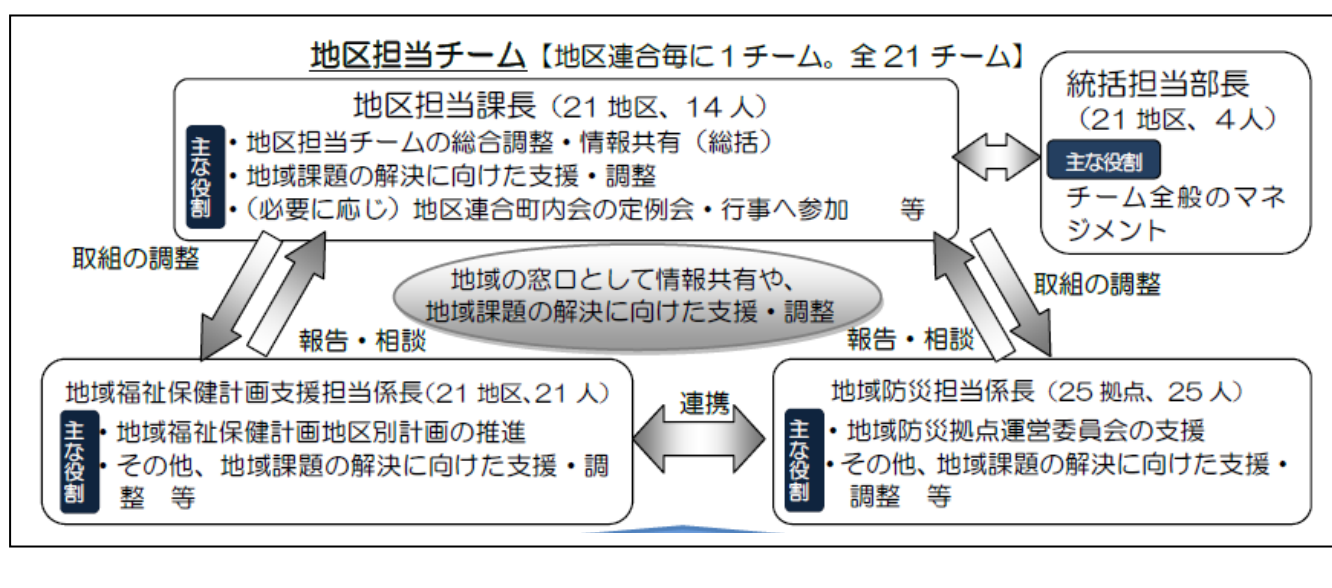 地区担当チーム【地区連合毎に1チーム。全21チーム】
地区担当課長（21地区、14人）
主な役割
・地区担当チームの総合調整・情報共有（総括）
・地域課題の解決に向けた支援・調整
・（必要に応じ）地区連合町内会の定例会・行事へ参加　等
統括担当部長
（21地区、4人）
主な役割
チーム全般のマネ
ジメント
取組の調整
報告・相談
地域の窓口として情報共有や、
地域課題の解決に向けた支援・調整
取組の調整
報告・相談
地域福祉保健計画支援担当係長（21地区、21人）
主な役割
・地域福祉保健計画地区別計画の推進
・その他、地域課題の解決に向けた支援・調
整　等
連携
地域防災担当係長（25拠点、25人）
主な役割
・地域防災拠点運営委員会の支援
・その他、地域課題の解決に向けた支援・
調整　等